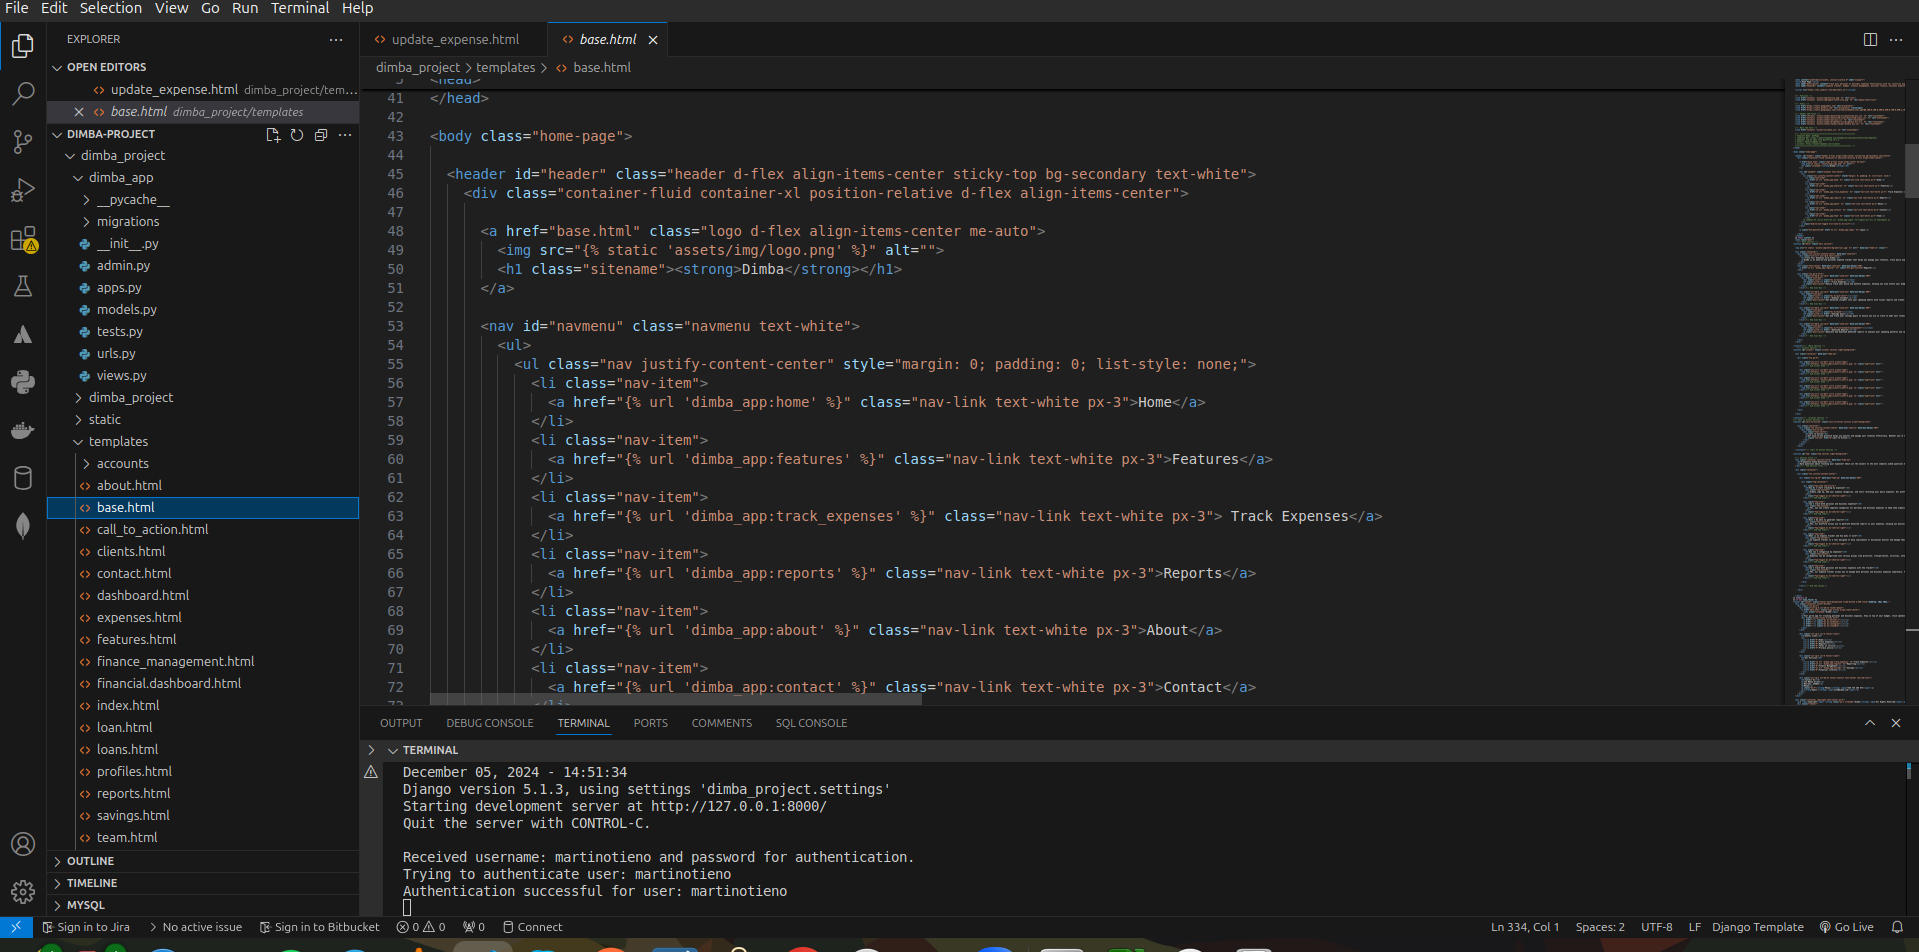 File Edit Selection View Go Run Terminal Help
EXPLORER
OPEN EDITORS
update_expense.html dimba_project/tem...
base.html dimba_project/templates
DIMBA-PROJECT
dimba_project
dimba_app
__pycache__
migrations
__init__.py
admin.py
apps.py
models.py
tests.py
urls.py
views.py
dimba_project
static
templates
accounts
about.html
base.html
call_to_action.html
clients.html
contact.html
dashboard.html
expenses.html
features.html
finance_management.html
financial.dashboard.html
index.html
loan.html
loans.html
profiles.html
reports.html
savings.html
team.html
OUTLINE
TIMELINE
MYSQL
update_expense.html
base.html
dimba_project > templates > base.html
<head>
41 </head>
42
43 <body class="home-page">
44
45 <header id="header" class="header d-flex align-items-center sticky-top bg-secondary text-white">
46 <div class="container-fluid container-xl position-relative d-flex align-items-center">
47
48 <a href="base.html" class="logo d-flex align-items-center me-auto">
49 <img src="{% static 'assets/img/logo.png' %}" alt="">
50 <h1 class="sitename"><strong>Dimba</strong></h1>
51 </a>
52
53 <nav id="navmenu" class="navmenu text-white">
54 <ul>
55 <ul class="nav justify-content-center" style="margin: 0; padding: 0; list-style: none;">
56 <li class="nav-item">
57 <a href="{% url 'dimba_app:home' %}" class="nav-link text-white px-3">Home</a>
58 </li>
59 <li class="nav-item">
60 <a href="{% url 'dimba_app:features' %}" class="nav-link text-white px-3">Features</a>
61 </li>
62 <li class="nav-item">
63 <a href="{% url 'dimba_app:track_expenses' %}" class="nav-link text-white px-3"> Track Expenses</a>
64 </li>
65 <li class="nav-item">
66 <a href="{% url 'dimba_app:reports' %}" class="nav-link text-white px-3">Reports</a>
67 </li>
68 <li class="nav-item">
69 <a href="{% url 'dimba_app:about' %}" class="nav-link text-white px-3">About</a>
70 </li>
71 <li class="nav-item">
72 <a href="{% url 'dimba_app:contact' %}" class="nav-link text-white px-3">Contact</a>
OUTPUT DEBUG CONSOLE TERMINAL PORTS COMMENTS SQL CONSOLE
TERMINAL
December 05, 2024 - 14:51:34
Django version 5.1.3, using settings 'dimba_project.settings'
Starting development server at http://127.0.0.1:8000/
Quit the server with CONTROL-C.
Received username: martinotieno and password for authentication.
Trying to authenticate user: martinotieno
Authentication successful for user: martinotieno
Sign in to Jira No active issue Sign in to Bitbucket 0 0 0 Connect Ln 334, Col 1 Spaces: 2 UTF-8 LF Django Template Go Live